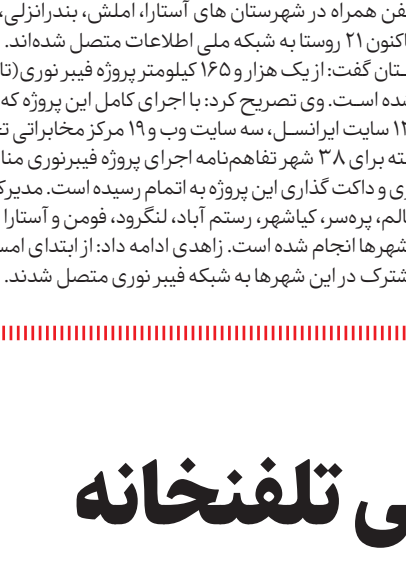 فن همراه در شهرستان های آستارا، املش، بندرانزلی،
اکنون ۲۱ روستا به شبکه ملی اطلاعات متصل شده‌اند.
ستان گفت: از یک هزار و ۱۶۵ کیلومتر پروژه فیبر نوری (تا
شده است. وی تصریح کرد: با اجرای کامل این پروژه که
سایت ایرانسل، سه سایت وب و ۱۹ مرکز مخابراتی
ته برای ۳۸ شهر تفاهم‌نامه اجرای پروژه فیبرنوری منا
ری و داکت گذاری این پروژه به اتمام رسیده است. مدیرک
الم، پره‌سر، کیاشهر، رستم آباد، لنگرود، فومن و آستارا
شهرها انجام شده است. زاهدی ادامه داد: از ابتدای امس
شترک در این شهرها به شبکه فیبر نوری متصل شدند.
ی تلفنخانه